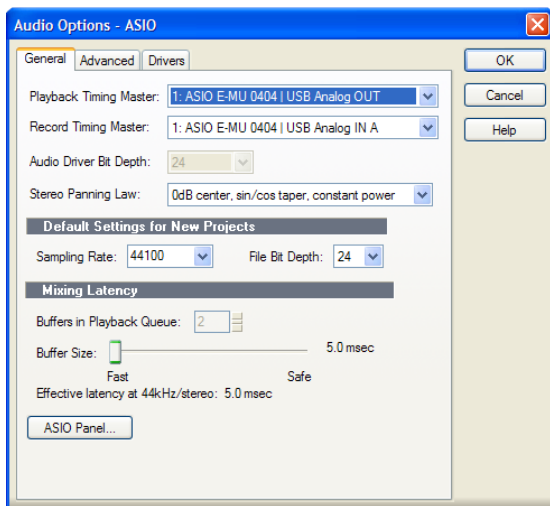 Audio Options - ASIO
General Advanced Drivers
OK
Cancel
Help
Playback Timing Master: 1: ASIO E-MU 0404 | USB Analog OUT
Record Timing Master: 1: ASIO E-MU 0404 | USB Analog IN A
Audio Driver Bit Depth: 24
Stereo Panning Law: 0dB center, sin/cos taper, constant power
Default Settings for New Projects
Sampling Rate: 44100 File Bit Depth: 24
Mixing Latency
Buffers in Playback Queue: 2
Buffer Size: 5.0 msec
Fast Safe
Effective latency at 44kHz/stereo: 5.0 msec
ASIO Panel...